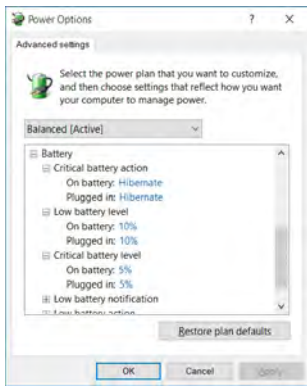 Power Options
?
X
Advanced settings
Select the power plan that you want to customize,
and then choose settings that reflect how you want
your computer to manage power.
Balanced [Active]
Battery
Critical battery action
On battery: Hibernate
Plugged in: Hibernate
Low battery level
On battery: 10%
Plugged in: 10%
Critical battery level
On battery: 5%
Plugged in: 5%
Low battery notification
Low battery action
Restore plan defaults
OK
Cancel
Apply